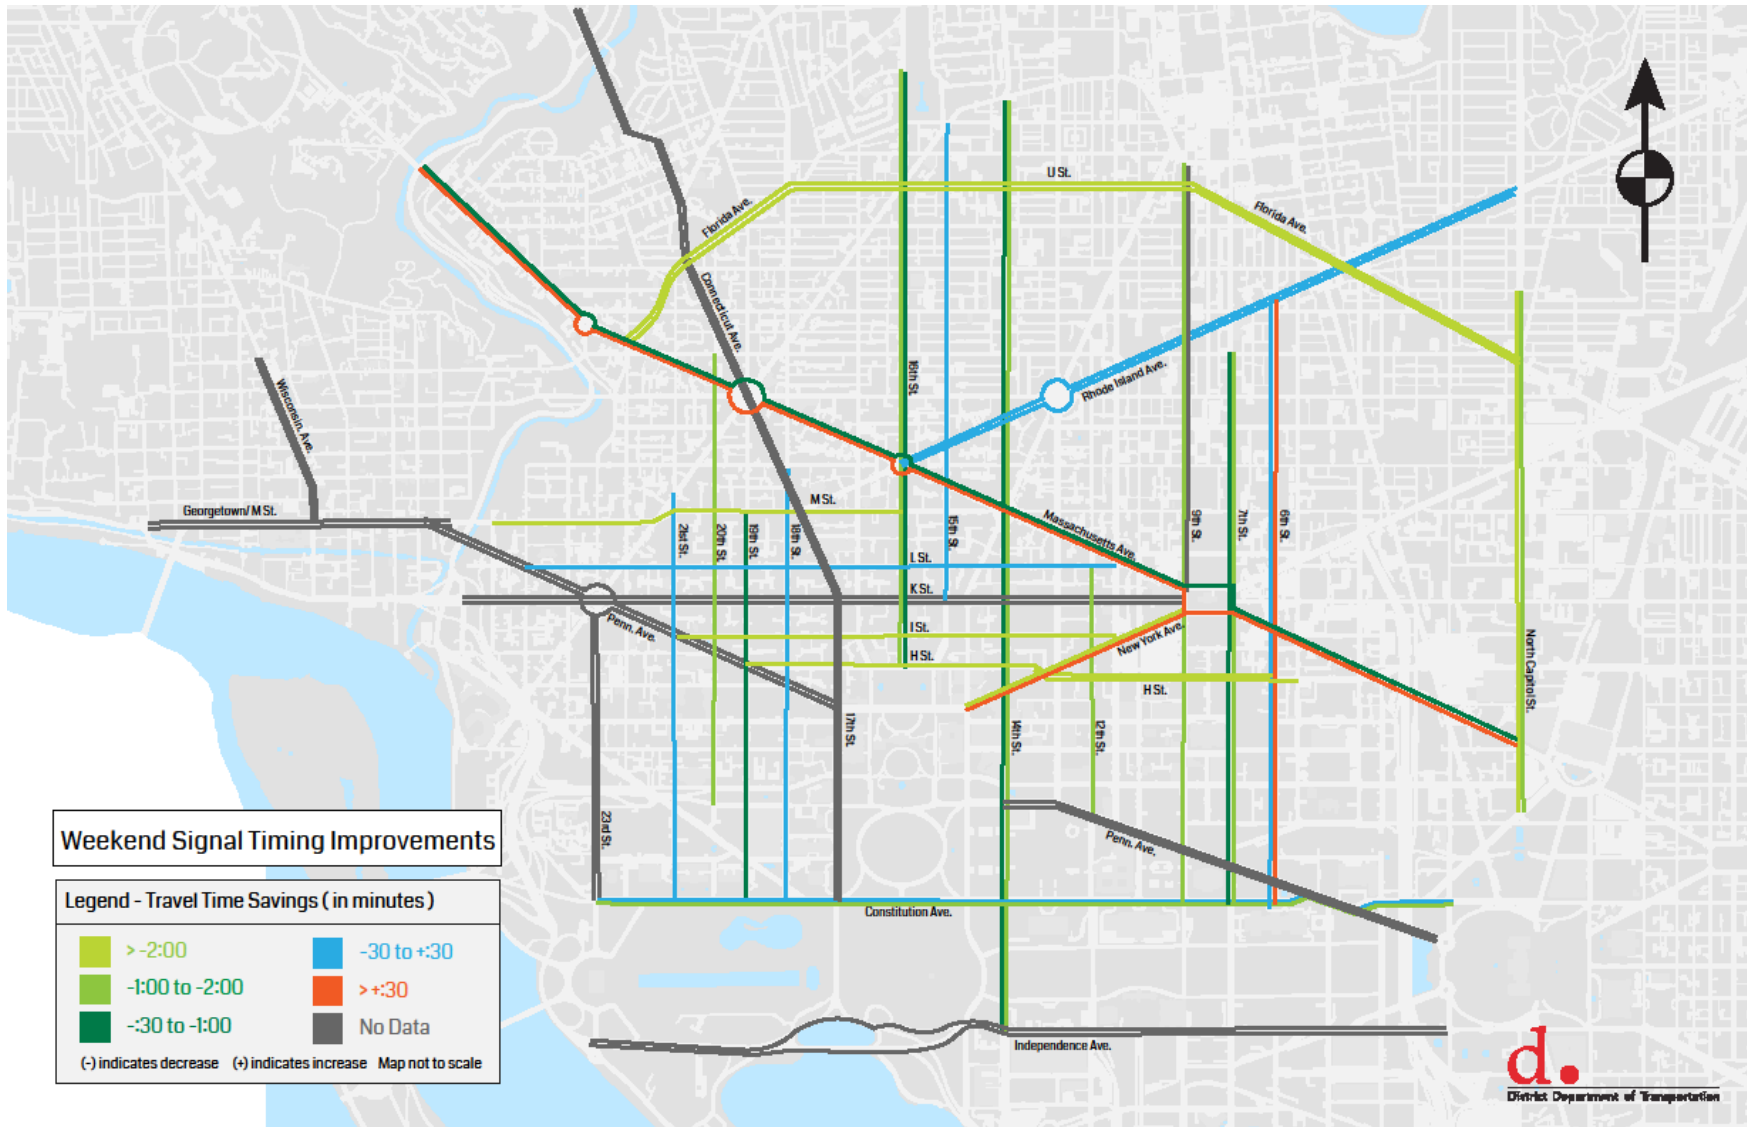 U St.
Florida Ave.
Florida Ave.
Connecticut Ave.
Rhode Island Ave.
16th St.
Wisconsin. Ave.
Georgetown/ M St.
M St.
Massachusetts Ave.
21st St.
20th St.
19th St.
18th St.
15th St.
9th St.
7th St.
6th St.
L St.
K St.
Penn. Ave.
I St.
New York Ave.
H St.
H St.
North Capitol St.
17th St.
14th St.
12th St.
23rd St.
Penn. Ave.
Constitution Ave.
Independence Ave.
Weekend Signal Timing Improvements
Legend - Travel Time Savings ( in minutes )
> -2:00
-30 to +:30
-1:00 to -2:00
> +:30
-:30 to -1:00
No Data
(-) indicates decrease (+) indicates increase Map not to scale
d.
District Department of Transportation